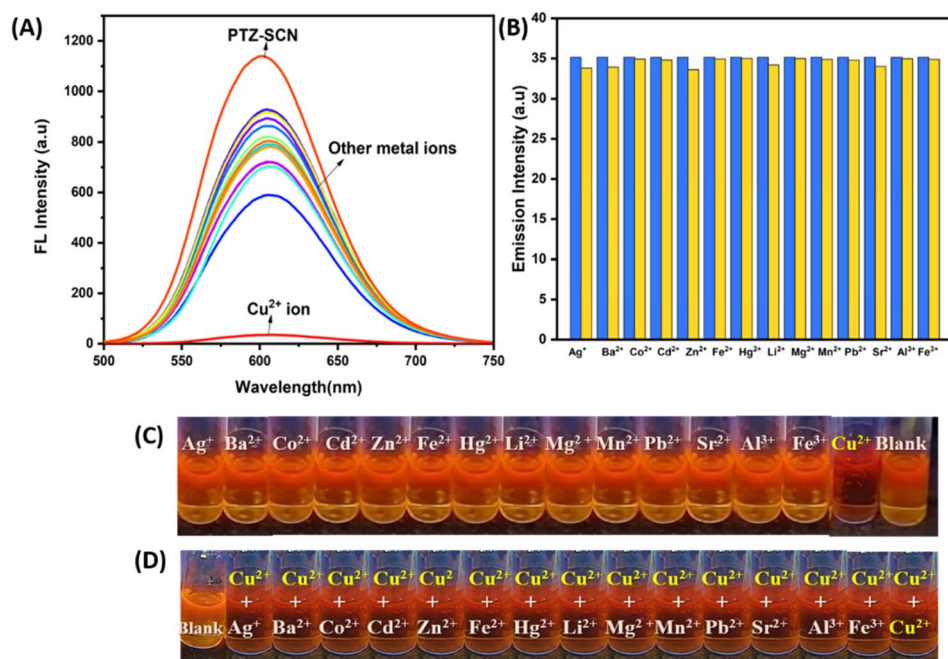 (A)
PTZ-SCN
Other metal ions
Cu²⁺ ion
FL Intensity (a.u)
1200
1000
800
600
400
200
0
500 550 600 650 700 750
Wavelength(nm)
(B)
Emission Intensity (a.u)
40
35
30
25
20
15
10
5
0
Ag⁺ Ba²⁺ Co²⁺ Cd²⁺ Zn²⁺ Fe²⁺ Hg²⁺ Li²⁺ Mg²⁺ Mn²⁺ Pb²⁺ Sr²⁺ Al³⁺ Fe³⁺
(C)
Ag⁺ Ba²⁺ Co²⁺ Cd²⁺ Zn²⁺ Fe²⁺ Hg²⁺ Li²⁺ Mg²⁺ Mn²⁺ Pb²⁺ Sr²⁺ Al³⁺ Fe³⁺ Cu²⁺ Blank
(D)
Cu²⁺ Cu²⁺ Cu²⁺ Cu²⁺ Cu² Cu²⁺ Cu²⁺ Cu²⁺ Cu²⁺ Cu²⁺ Cu²⁺ Cu²⁺ Cu²⁺ Cu²⁺ Cu²⁺
+ + + + + + + + + + + + + + +
Blank Ag⁺ Ba²⁺ Co²⁺ Cd²⁺ Zn²⁺ Fe²⁺ Hg²⁺ Li²⁺ Mg²⁺ Mn²⁺ Pb²⁺ Sr²⁺ Al³⁺ Fe³⁺ Cu²⁺